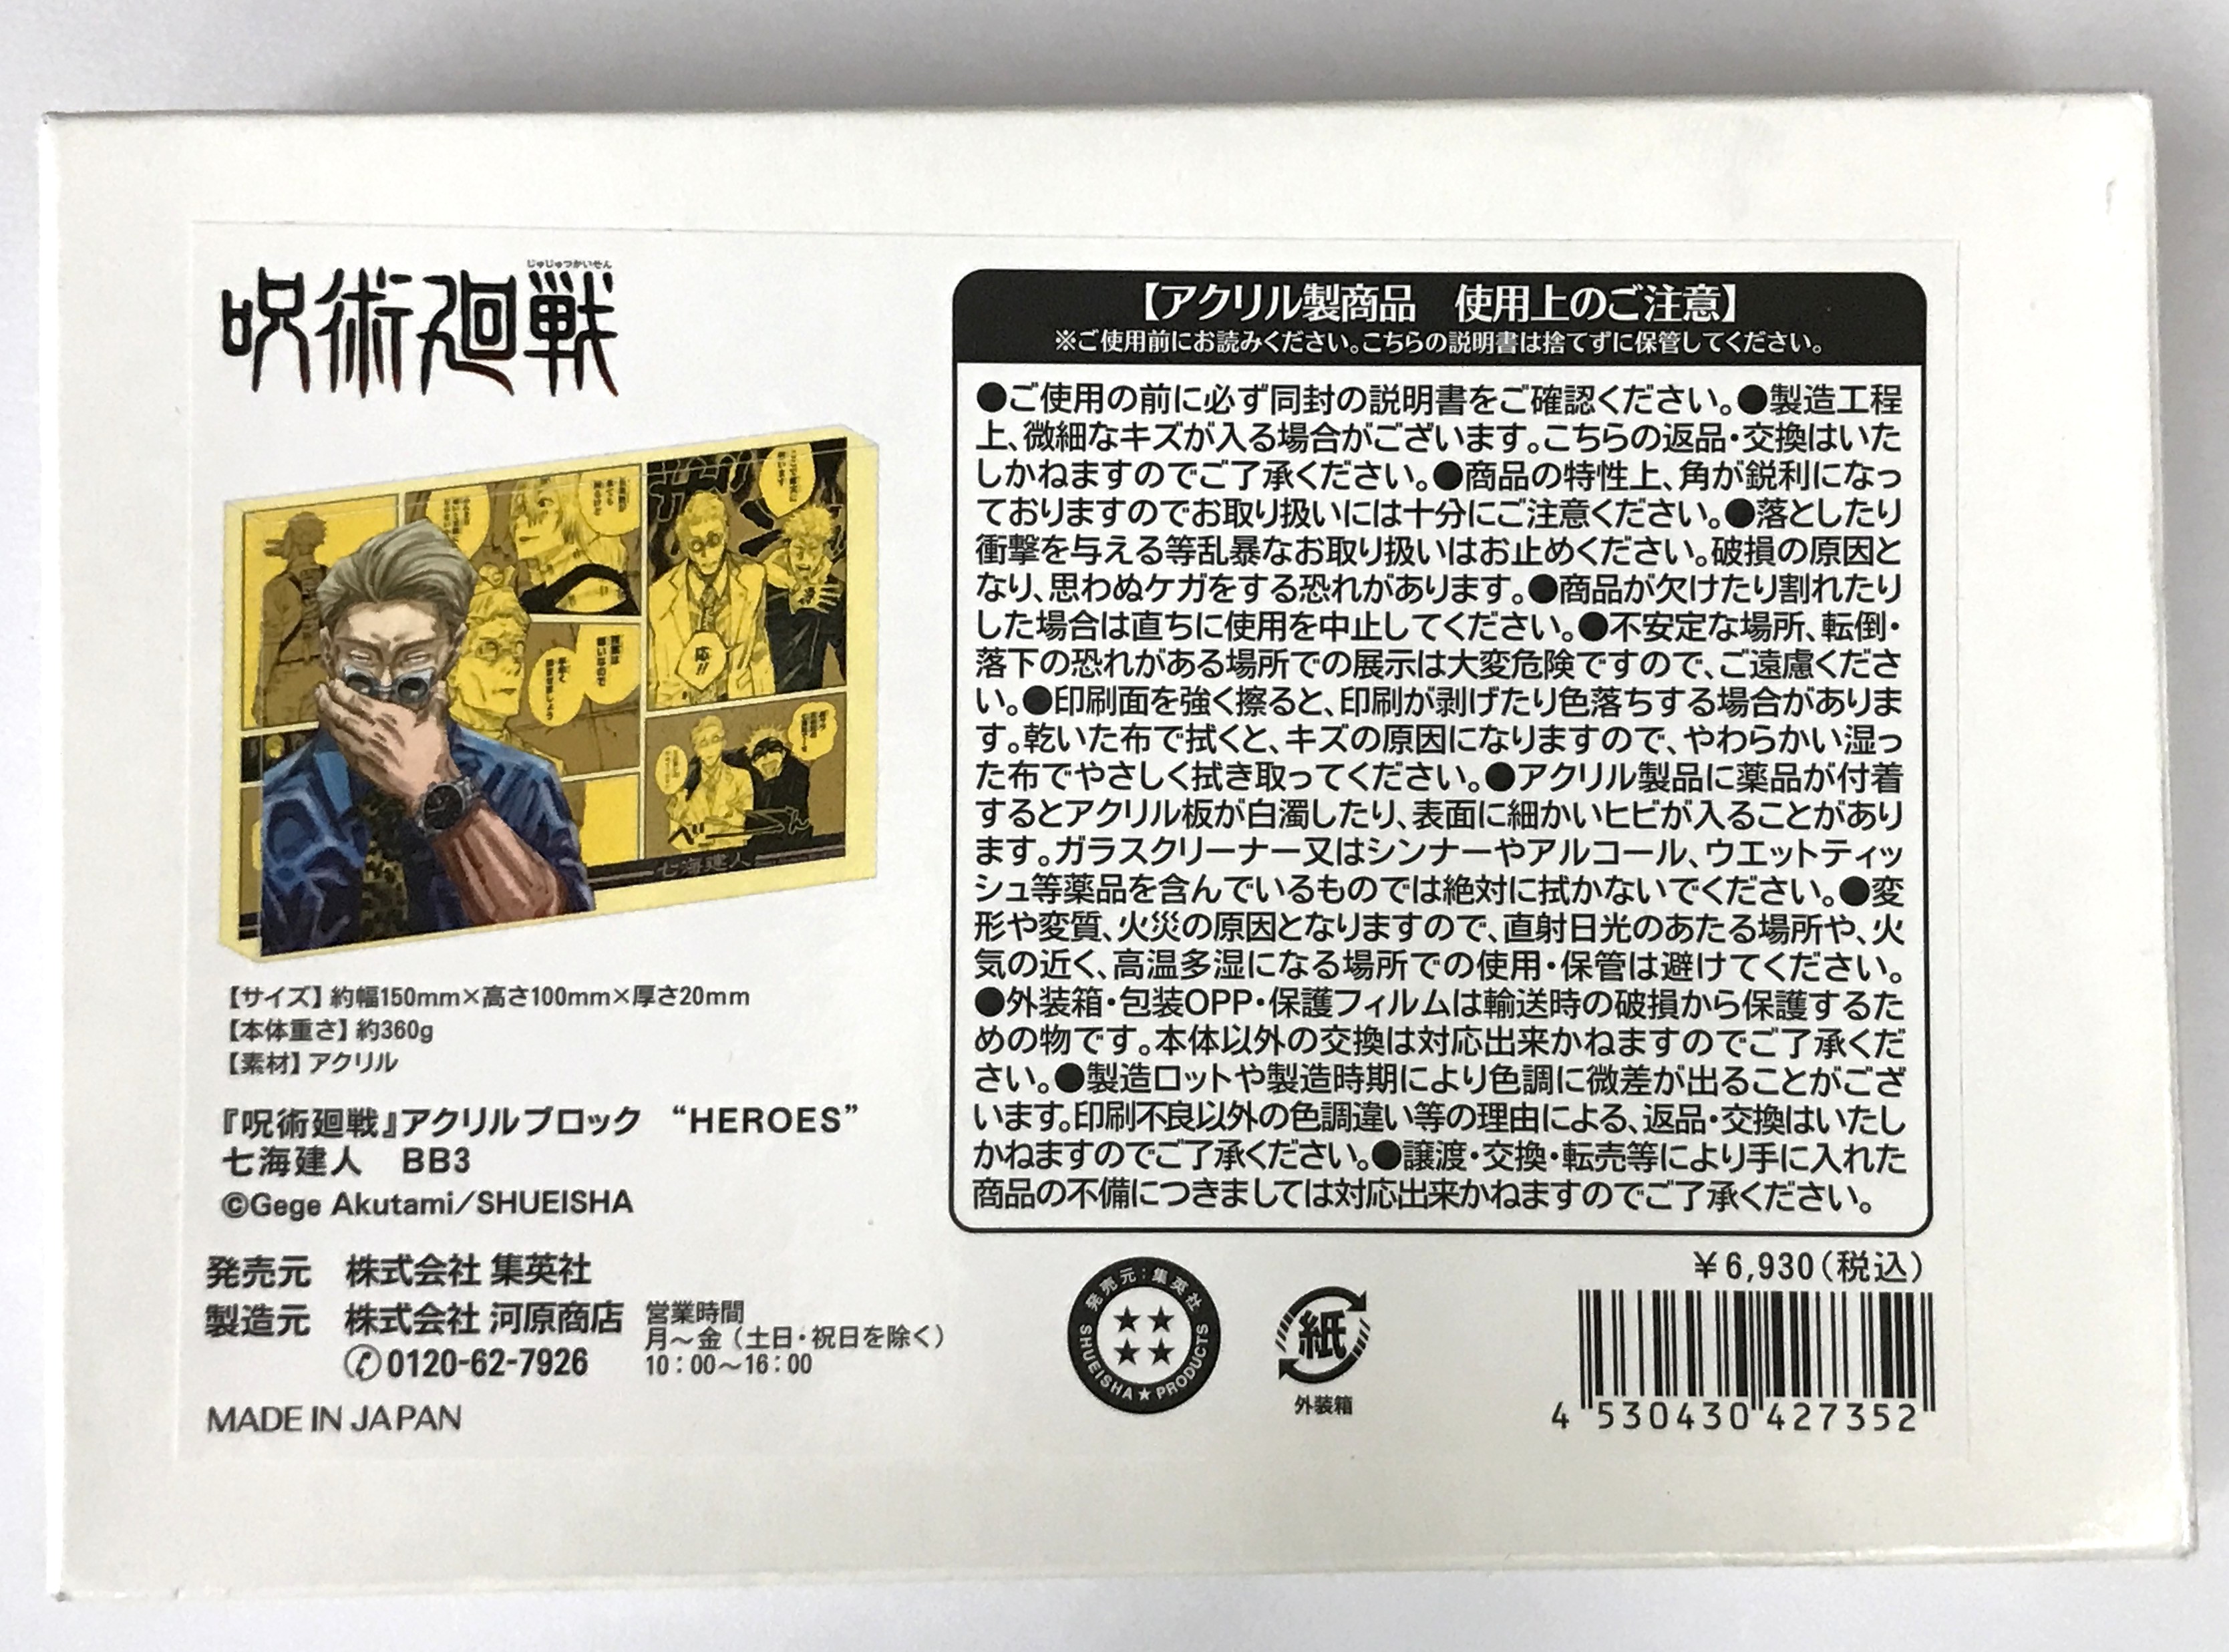 じゅじゅつかいせん
呪術廻戦
応!!
べーーん
七海建人
【サイズ】約幅150mm×高さ100mm×厚さ20mm
【本体重さ】約360g
【素材】アクリル
『呪術廻戦』アクリルブロック “HEROES”
七海建人 BB3
©Gege Akutami/SHUEISHA
発売元 株式会社 集英社
製造元 株式会社 河原商店
✆0120-62-7926
営業時間
月〜金（土日・祝日を除く）
10：00〜16：00
MADE IN JAPAN
【アクリル製商品 使用上のご注意】
※ご使用前にお読みください。こちらの説明書は捨てずに保管してください。
●ご使用の前に必ず同封の説明書をご確認ください。●製造工程
上、微細なキズが入る場合がございます。こちらの返品・交換はいた
しかねますのでご了承ください。●商品の特性上、角が鋭利になっ
ておりますのでお取り扱いには十分にご注意ください。●落としたり
衝撃を与える等乱暴なお取り扱いはお止めください。破損の原因と
なり、思わぬケガをする恐れがあります。●商品が欠けたり割れたり
した場合は直ちに使用を中止してください。●不安定な場所、転倒・
落下の恐れがある場所での展示は大変危険ですので、ご遠慮くださ
い。●印刷面を強く擦ると、印刷が剥げたり色落ちする場合がありま
す。乾いた布で拭くと、キズの原因になりますので、やわらかい湿っ
た布でやさしく拭き取ってください。●アクリル製品に薬品が付着
するとアクリル板が白濁したり、表面に細かいヒビが入ることがあり
ます。ガラスクリーナー又はシンナーやアルコール、ウエットティッ
シュ等薬品を含んでいるものでは絶対に拭かないでください。●変
形や変質、火災の原因となりますので、直射日光のあたる場所や、火
気の近く、高温多湿になる場所での使用・保管は避けてください。
●外装箱・包装OPP・保護フィルムは輸送時の破損から保護するた
めの物です。本体以外の交換は対応出来かねますのでご了承くだ
さい。●製造ロットや製造時期により色調に微差が出ることがござ
います。印刷不良以外の色調違い等の理由による、返品・交換はいたし
かねますのでご了承ください。●譲渡・交換・転売等により手に入れた
商品の不備につきましては対応出来かねますのでご了承ください。
発売元：集英社
SHUEISHA★PRODUCTS
紙
外装箱
￥6,930（税込）
4 530430 427352